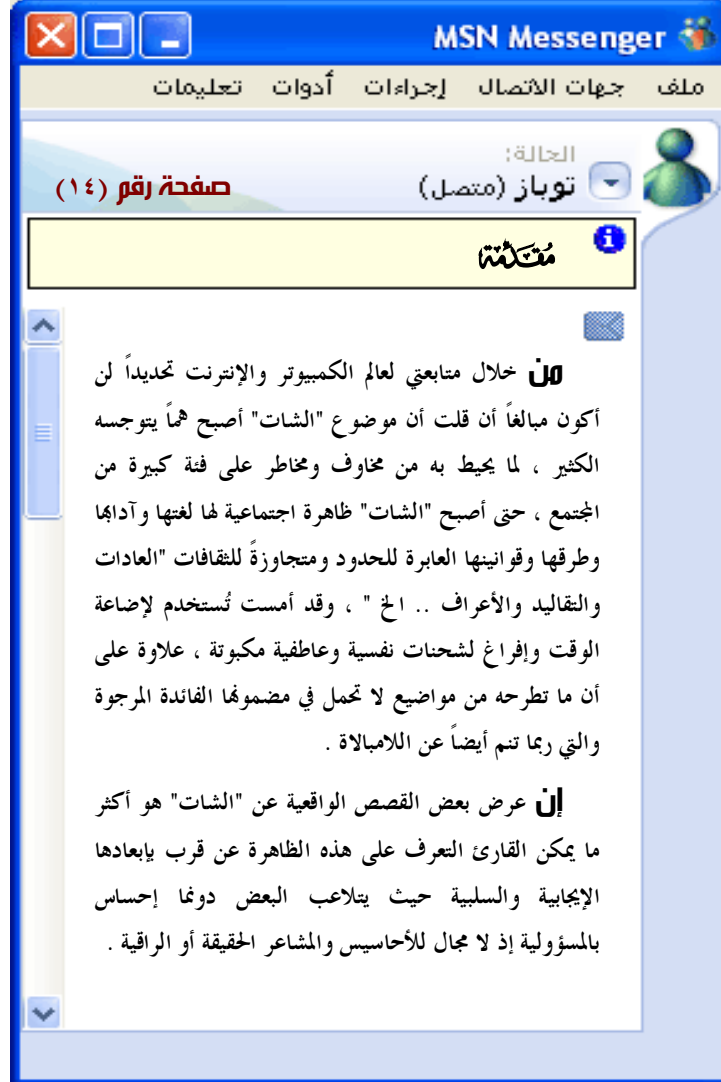 MSN Messenger
ملف جهات الاتصال إجراءات أدوات تعليمات
الحالة:
توباز (متصل)
صفحة رقم (١٤)
مُقَدِّمَة
من خلال متابعتي لعالم الكمبيوتر والإنترنت تحديداً لن
أكون مبالغاً أن قلت أن موضوع "الشات" أصبح هماً يتوجسه
الكثير ، لما يحيط به من مخاوف ومخاطر على فئة كبيرة من
المجتمع ، حتى أصبح "الشات" ظاهرة اجتماعية لها لغتها وآدابها
وطرقها وقوانينها العابرة للحدود ومتجاوزةً للثقافات "العادات
والتقاليد والأعراف .. الخ " ، وقد أمست تُستخدم لإضاعة
الوقت وإفراغ لشحنات نفسية وعاطفية مكبوتة ، علاوة على
أن ما تطرحه من مواضيع لا تحمل في مضمونها الفائدة المرجوة
والتي ربما تنم أيضاً عن اللامبالاة .
إن عرض بعض القصص الواقعية عن "الشات" هو أكثر
ما يمكن القارئ التعرف على هذه الظاهرة عن قرب بإبعادها
الإيجابية والسلبية حيث يتلاعب البعض دونما إحساس
بالمسؤولية إذ لا مجال للأحاسيس والمشاعر الحقيقة أو الراقية .